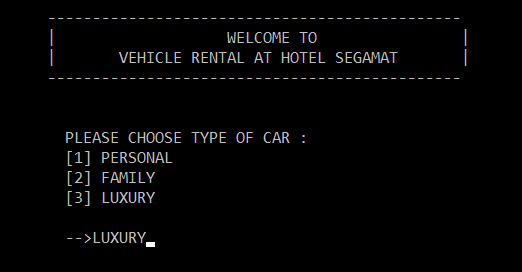 ----------------------------------------------
| WELCOME TO |
| VEHICLE RENTAL AT HOTEL SEGAMAT |
----------------------------------------------
PLEASE CHOOSE TYPE OF CAR :
[1] PERSONAL
[2] FAMILY
[3] LUXURY
-->LUXURY